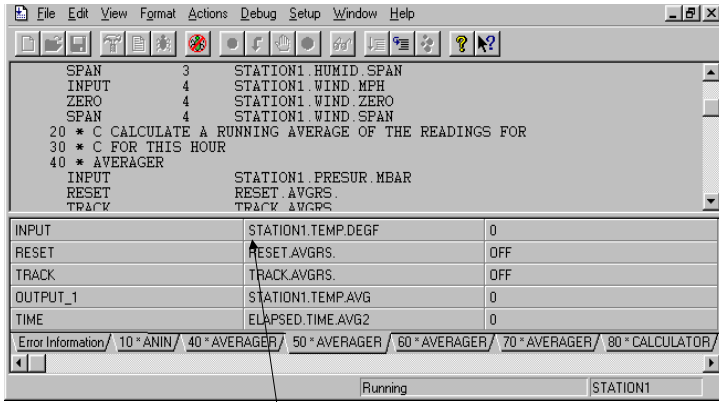 File Edit View Format Actions Debug Setup Window Help
SPAN 3 STATION1.HUMID.SPAN
INPUT 4 STATION1.WIND.MPH
ZERO 4 STATION1.WIND.ZERO
SPAN 4 STATION1.WIND.SPAN
20 * C CALCULATE A RUNNING AVERAGE OF THE READINGS FOR
30 * C FOR THIS HOUR
40 * AVERAGER
INPUT STATION1.PRESUR.MBAR
RESET RESET.AVGRS.
TRACK TRACK.AVGRS.
INPUT STATION1.TEMP.DEGF 0
RESET RESET.AVGRS. OFF
TRACK TRACK.AVGRS. OFF
OUTPUT_1 STATION1.TEMP.AVG 0
TIME ELAPSED.TIME.AVG2 0
Error Information 10 * ANIN 40 * AVERAGER 50 * AVERAGER 60 * AVERAGER 70 * AVERAGER 80 * CALCULATOR
Running STATION1